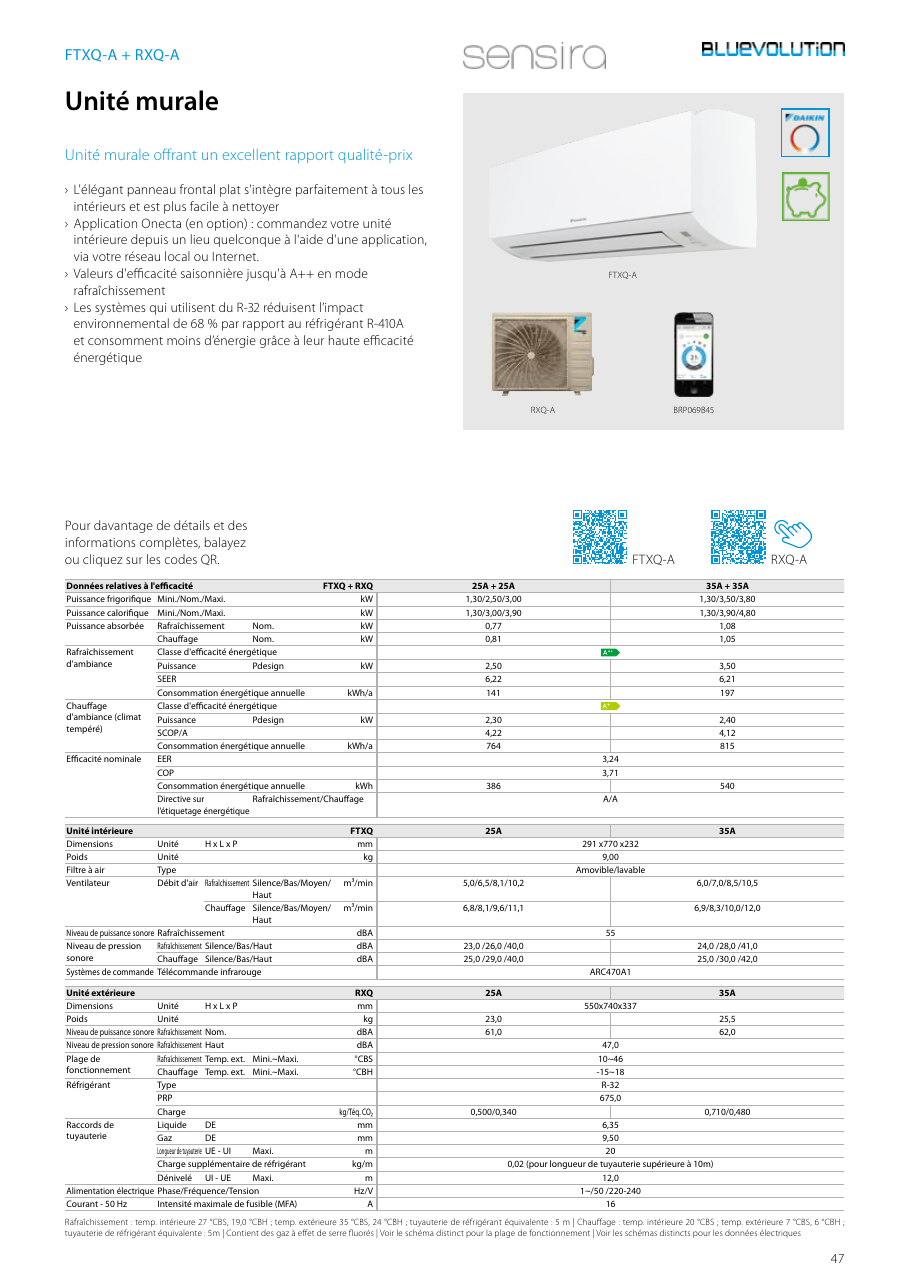 FTXQ-A + RXQ-A
sensira
BLUEVOLUTION
Unité murale
Unité murale offrant un excellent rapport qualité-prix
› L'élégant panneau frontal plat s'intègre parfaitement à tous les
intérieurs et est plus facile à nettoyer
› Application Onecta (en option) : commandez votre unité
intérieure depuis un lieu quelconque à l'aide d'une application,
via votre réseau local ou Internet.
› Valeurs d'efficacité saisonnière jusqu'à A++ en mode
rafraîchissement
› Les systèmes qui utilisent du R-32 réduisent l'impact
environnemental de 68 % par rapport au réfrigérant R-410A
et consomment moins d'énergie grâce à leur haute efficacité
énergétique
DAIKIN
FTXQ-A
RXQ-A
BRP069B45
Pour davantage de détails et des
informations complètes, balayez
ou cliquez sur les codes QR.
FTXQ-A
RXQ-A
Données relatives à l'efficacité FTXQ + RXQ 25A + 25A 35A + 35A
Puissance frigorifique Mini./Nom./Maxi. kW 1,30/2,50/3,00 1,30/3,50/3,80
Puissance calorifique Mini./Nom./Maxi. kW 1,30/3,00/3,90 1,30/3,90/4,80
Puissance absorbée Rafraîchissement Nom. kW 0,77 1,08
Chauffage Nom. kW 0,81 1,05
Rafraîchissement Classe d'efficacité énergétique A++
d'ambiance Puissance Pdesign kW 2,50 3,50
SEER 6,22 6,21
Consommation énergétique annuelle kWh/a 141 197
Chauffage Classe d'efficacité énergétique A+
d'ambiance (climat Puissance Pdesign kW 2,30 2,40
tempéré) SCOP/A 4,22 4,12
Consommation énergétique annuelle kWh/a 764 815
Efficacité nominale EER 3,24
COP 3,71
Consommation énergétique annuelle kWh 386 540
Directive sur Rafraîchissement/Chauffage A/A
l'étiquetage énergétique
Unité intérieure FTXQ 25A 35A
Dimensions Unité H x L x P mm 291 x770 x232
Poids Unité kg 9,00
Filtre à air Type Amovible/lavable
Ventilateur Débit d'air Rafraîchissement Silence/Bas/Moyen/ m³/min 5,0/6,5/8,1/10,2 6,0/7,0/8,5/10,5
Haut
Chauffage Silence/Bas/Moyen/ m³/min 6,8/8,1/9,6/11,1 6,9/8,3/10,0/12,0
Haut
Niveau de puissance sonore Rafraîchissement dBA 55
Niveau de pression Rafraîchissement Silence/Bas/Haut dBA 23,0 /26,0 /40,0 24,0 /28,0 /41,0
sonore Chauffage Silence/Bas/Haut dBA 25,0 /29,0 /40,0 25,0 /30,0 /42,0
Systèmes de commande Télécommande infrarouge ARC470A1
Unité extérieure RXQ 25A 35A
Dimensions Unité H x L x P mm 550x740x337
Poids Unité kg 23,0 25,5
Niveau de puissance sonore Rafraîchissement Nom. dBA 61,0 62,0
Niveau de pression sonore Rafraîchissement Haut dBA 47,0
Plage de Rafraîchissement Temp. ext. Mini.~Maxi. °CBS 10~46
fonctionnement Chauffage Temp. ext. Mini.~Maxi. °CBH -15~18
Réfrigérant Type R-32
PRP 675,0
Charge kg/Téq. CO₂ 0,500/0,340 0,710/0,480
Raccords de Liquide DE mm 6,35
tuyauterie Gaz DE mm 9,50
Longueur de tuyauterie UE - UI Maxi. m 20
Charge supplémentaire de réfrigérant kg/m 0,02 (pour longueur de tuyauterie supérieure à 10m)
Dénivelé UI - UE Maxi. m 12,0
Alimentation électrique Phase/Fréquence/Tension Hz/V 1~/50 /220-240
Courant - 50 Hz Intensité maximale de fusible (MFA) A 16
Rafraîchissement : temp. intérieure 27 °CBS, 19,0 °CBH ; temp. extérieure 35 °CBS, 24 °CBH ; tuyauterie de réfrigérant équivalente : 5 m | Chauffage : temp. intérieure 20 °CBS ; temp. extérieure 7 °CBS, 6 °CBH ;
tuyauterie de réfrigérant équivalente : 5m | Contient des gaz à effet de serre fluorés | Voir le schéma distinct pour la plage de fonctionnement | Voir les schémas distincts pour les données électriques
47